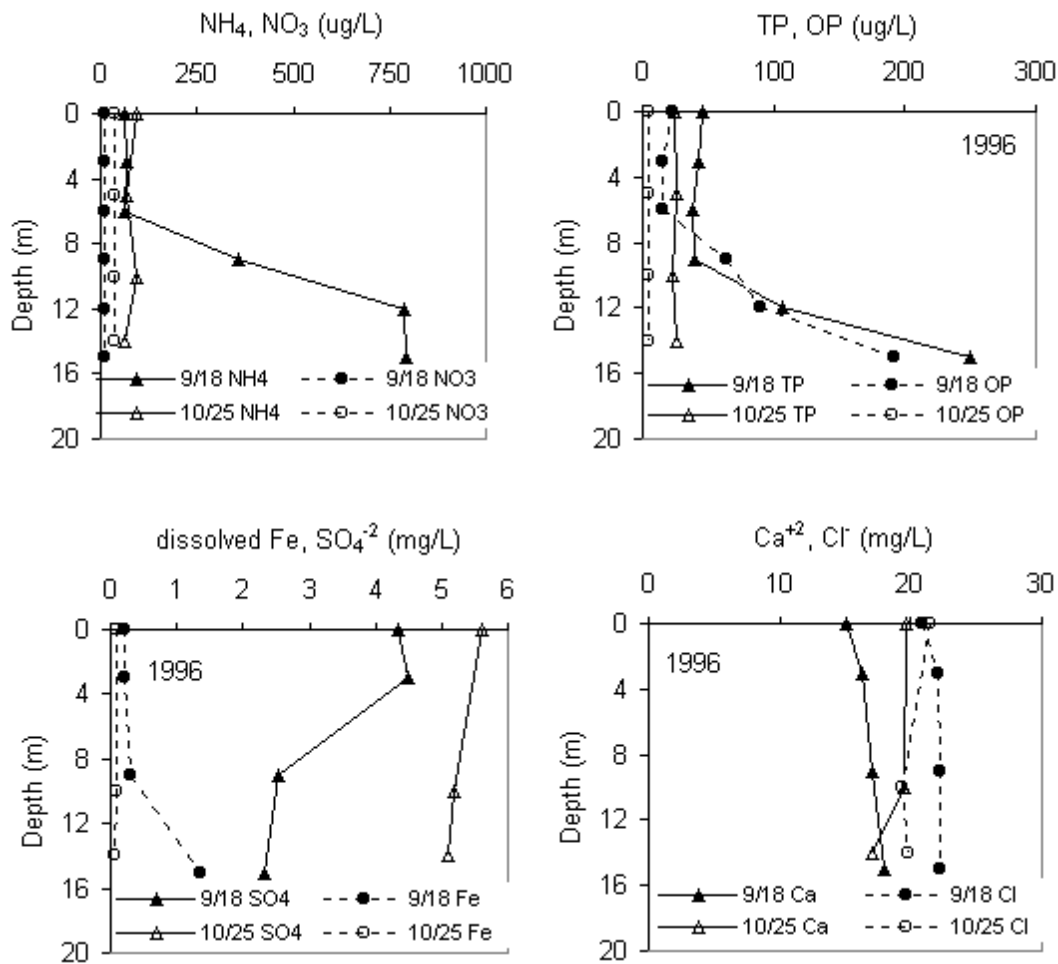 NH4, NO3 (ug/L)
0 250 500 750 1000
0
4
8
12
16
20
Depth (m)
9/18 NH4 9/18 NO3
10/25 NH4 10/25 NO3
TP, OP (ug/L)
0 100 200 300
0
4
8
12
16
20
Depth (m)
1996
9/18 TP 9/18 OP
10/25 TP 10/25 OP
dissolved Fe, SO4-2 (mg/L)
0 1 2 3 4 5 6
0
4
8
12
16
20
Depth (m)
1996
9/18 SO4 9/18 Fe
10/25 SO4 10/25 Fe
Ca+2, Cl- (mg/L)
0 10 20 30
0
4
8
12
16
20
Depth (m)
1996
9/18 Ca 9/18 Cl
10/25 Ca 10/25 Cl